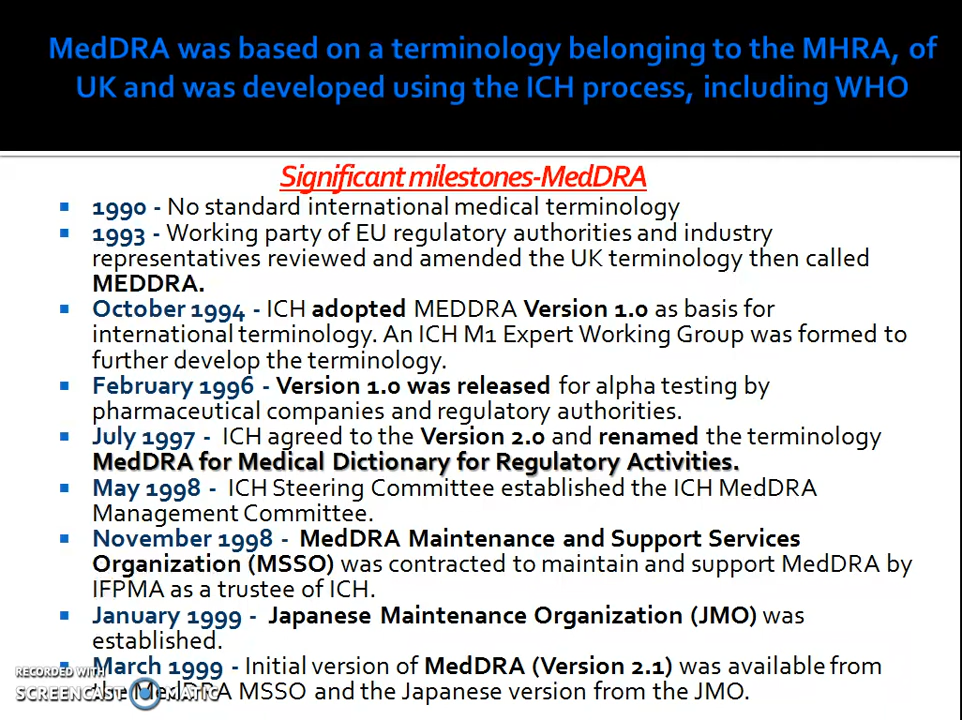 MedDRA was based on a terminology belonging to the MHRA, of
UK and was developed using the ICH process, including WHO
Significant milestones-MedDRA
1990 - No standard international medical terminology
1993 - Working party of EU regulatory authorities and industry
representatives reviewed and amended the UK terminology then called
MEDDRA.
October 1994 - ICH adopted MEDDRA Version 1.0 as basis for
international terminology. An ICH M1 Expert Working Group was formed to
further develop the terminology.
February 1996 - Version 1.0 was released for alpha testing by
pharmaceutical companies and regulatory authorities.
July 1997 - ICH agreed to the Version 2.0 and renamed the terminology
MedDRA for Medical Dictionary for Regulatory Activities.
May 1998 - ICH Steering Committee established the ICH MedDRA
Management Committee.
November 1998 - MedDRA Maintenance and Support Services
Organization (MSSO) was contracted to maintain and support MedDRA by
IFPMA as a trustee of ICH.
January 1999 - Japanese Maintenance Organization (JMO) was
established.
March 1999 - Initial version of MedDRA (Version 2.1) was available from
MedDRA MSSO and the Japanese version from the JMO.
RECORDED WITH
SCREENCAST MATIC